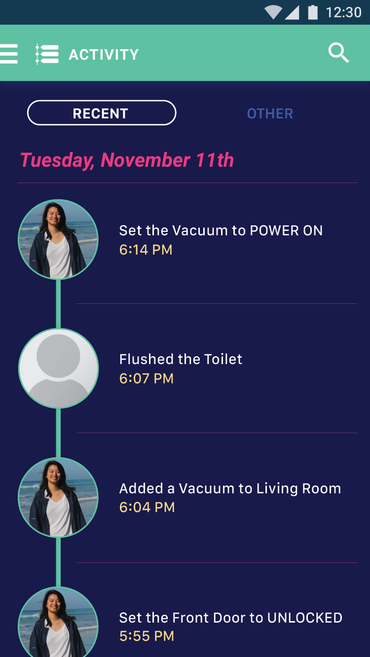 12:30
ACTIVITY
RECENT
OTHER
Tuesday, November 11th
Set the Vacuum to POWER ON
6:14 PM
Flushed the Toilet
6:07 PM
Added a Vacuum to Living Room
6:04 PM
Set the Front Door to UNLOCKED
5:55 PM